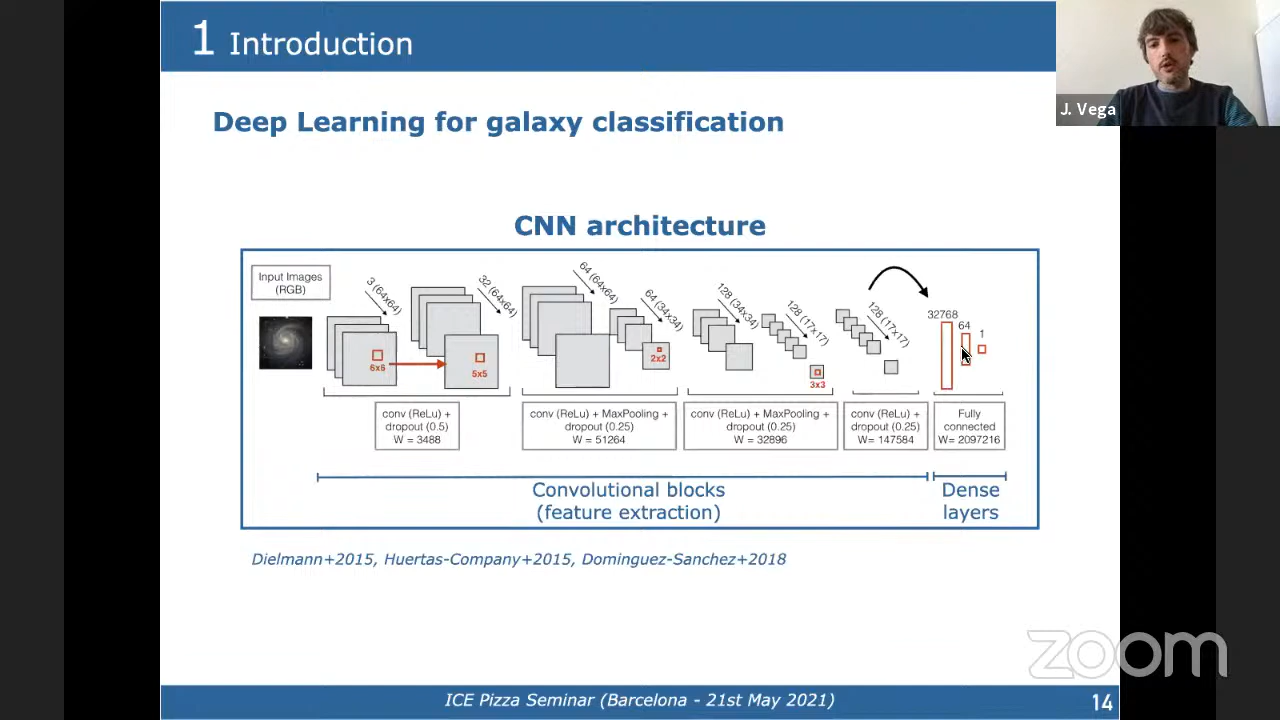 1 Introduction
J. Vega
Deep Learning for galaxy classification
CNN architecture
Input Images
(RGB)
3 (64x64)
32 (64x64)
64 (64x64)
64 (34x34)
128 (34x34)
128 (17x17)
128 (17x17)
32768
64
1
6x6
5x5
2x2
3x3
conv (ReLu) +
dropout (0.5)
W = 3488
conv (ReLu) + MaxPooling +
dropout (0.25)
W = 51264
conv (ReLu) + MaxPooling +
dropout (0.25)
W = 32896
conv (ReLu) +
dropout (0.25)
W = 147584
Fully
connected
W= 2097216
Convolutional blocks
(feature extraction)
Dense
layers
Dielmann+2015, Huertas-Company+2015, Dominguez-Sanchez+2018
zoom
ICE Pizza Seminar (Barcelona - 21st May 2021)
14